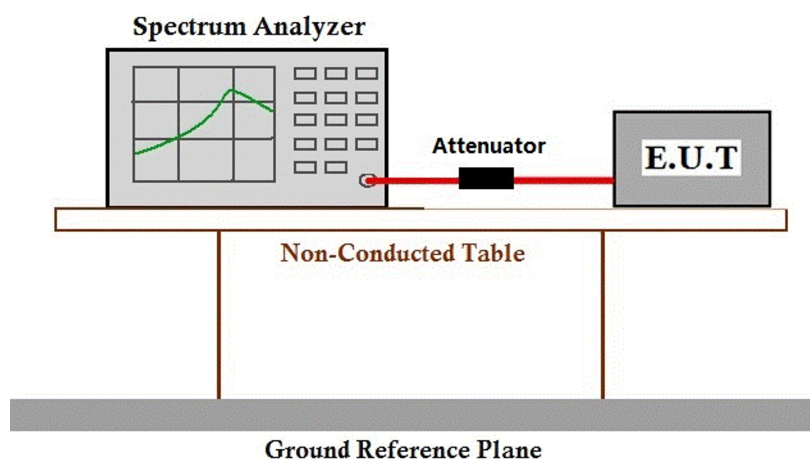 Spectrum Analyzer
Attenuator
E.U.T
Non-Conducted Table
Ground Reference Plane